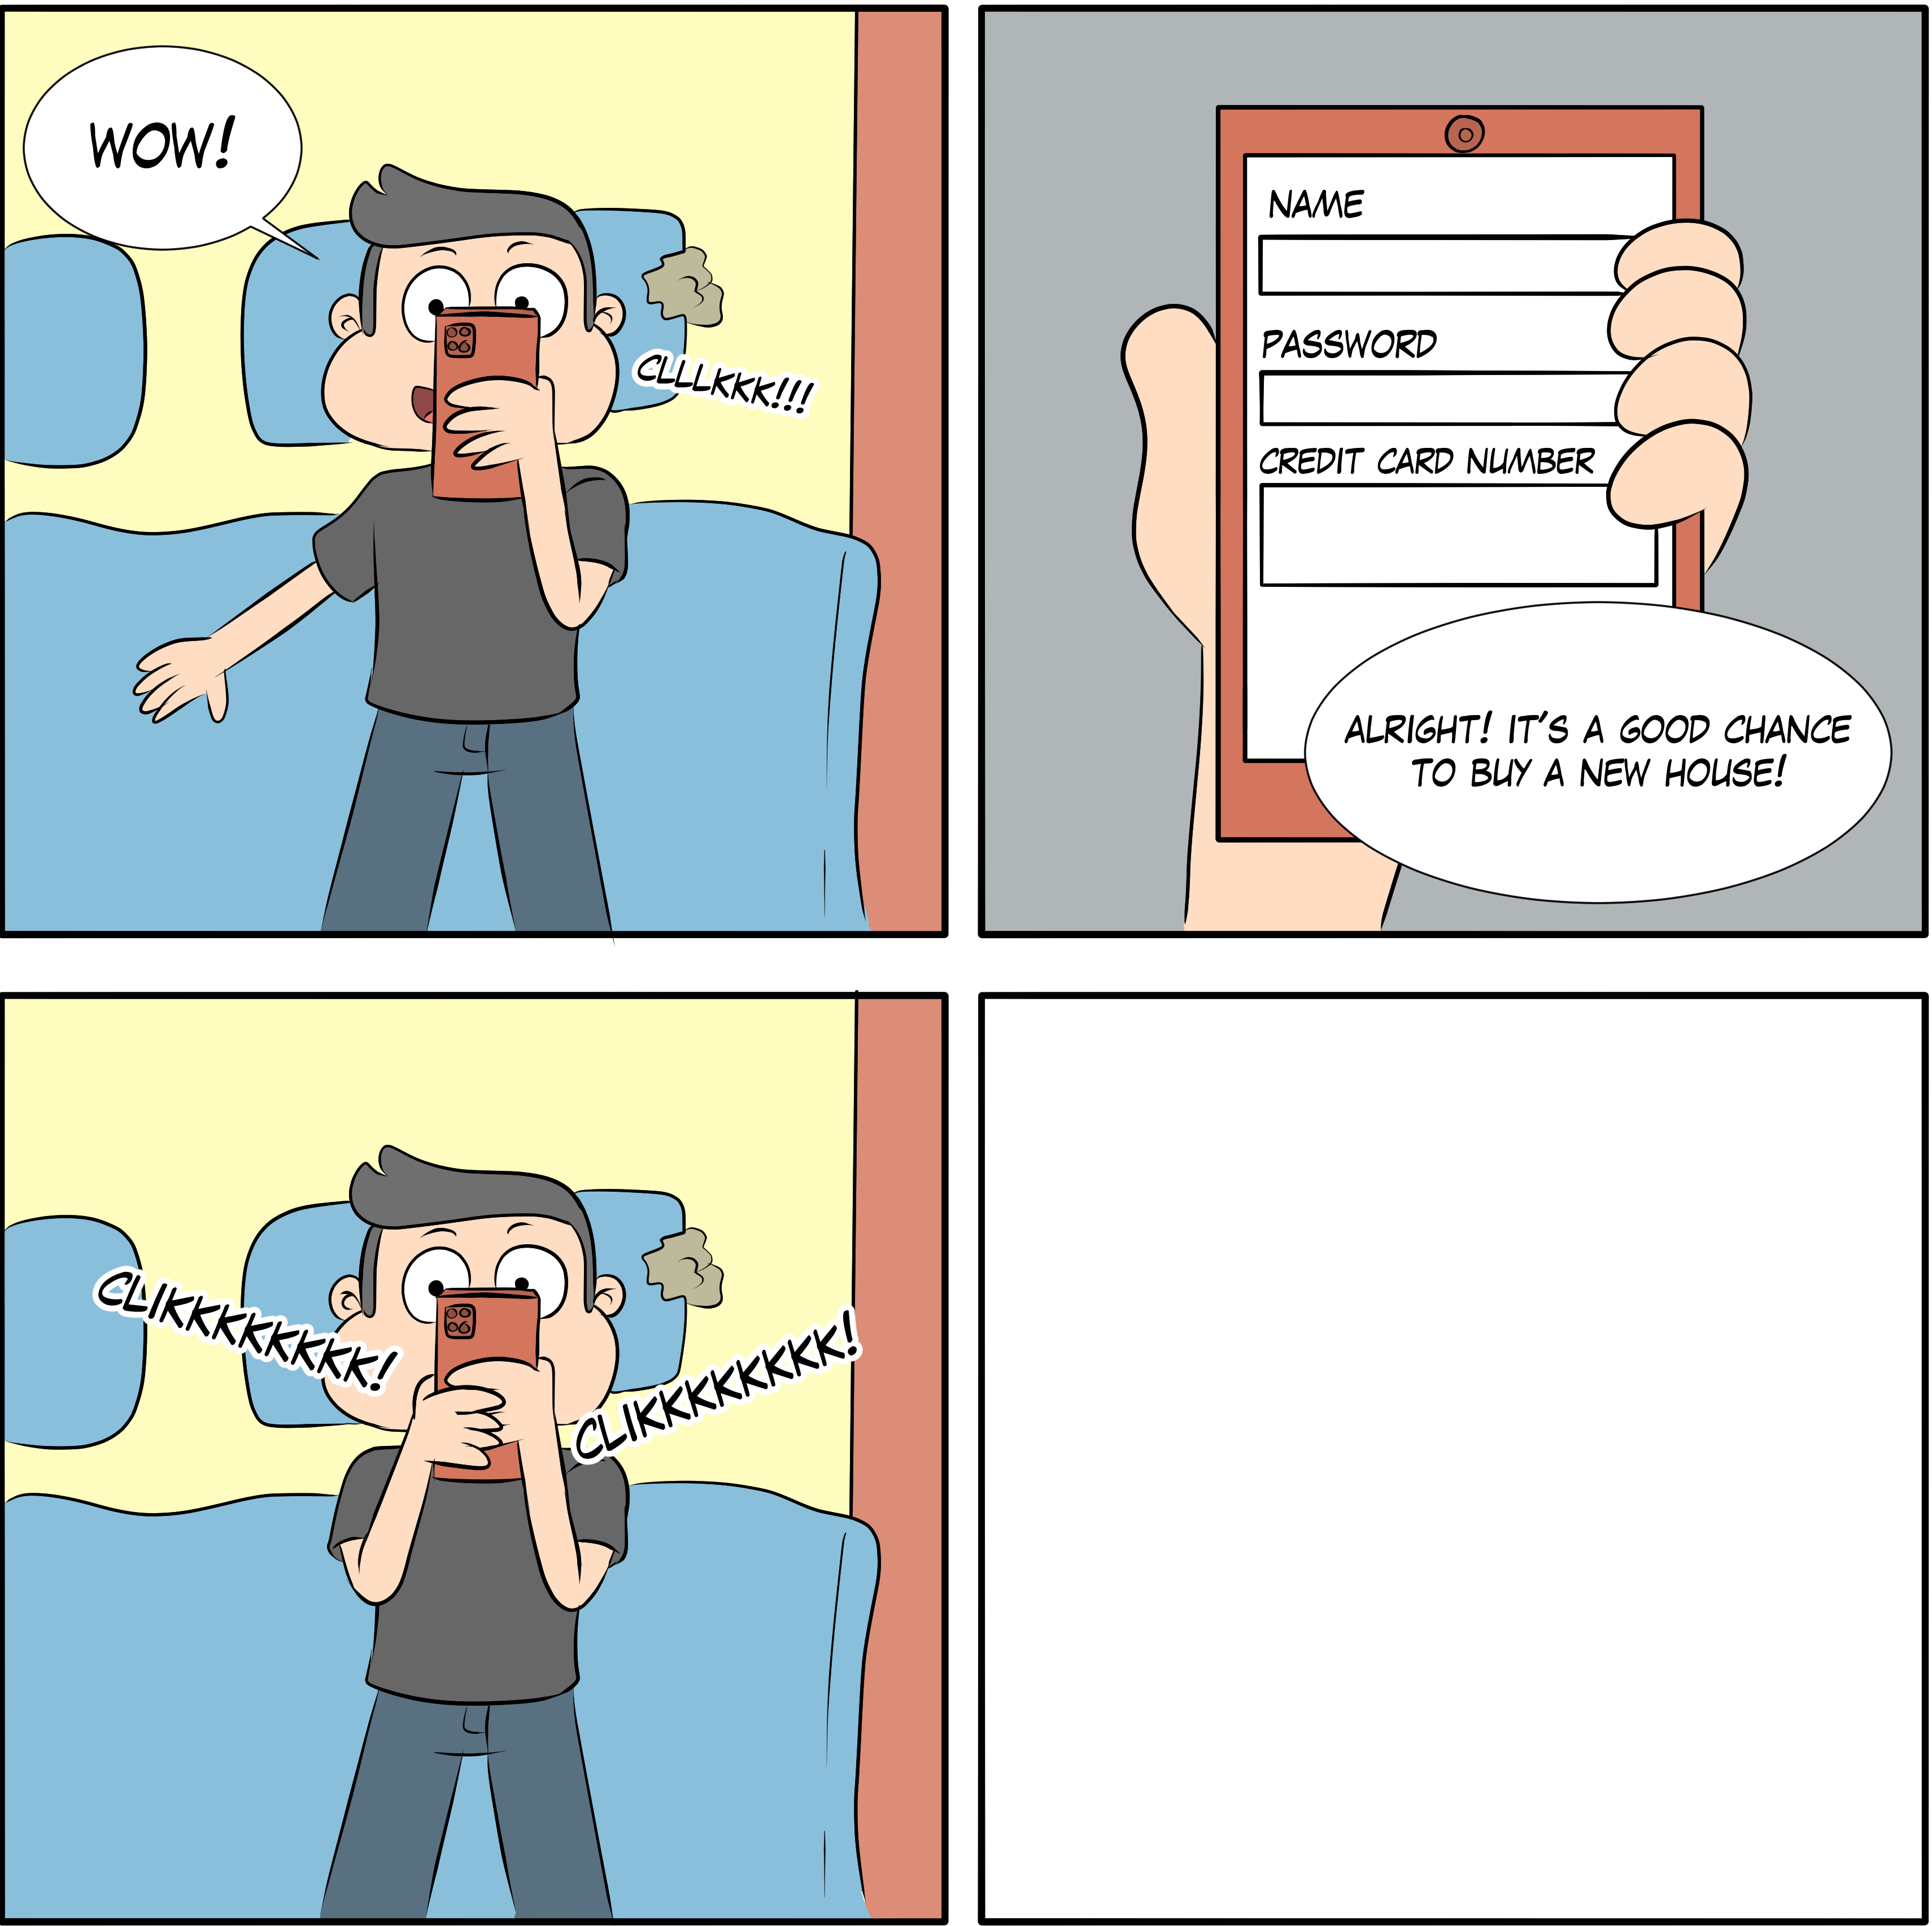 WOW!
CLLLKKK!!!
NAME
PASSWORD
CREDIT CARD NUMBER
ALRIGHT! IT'S A GOOD CHANCE
TO BUY A NEW HOUSE!
CLIKKKKKKKK!
CLIKKKKKKKK!